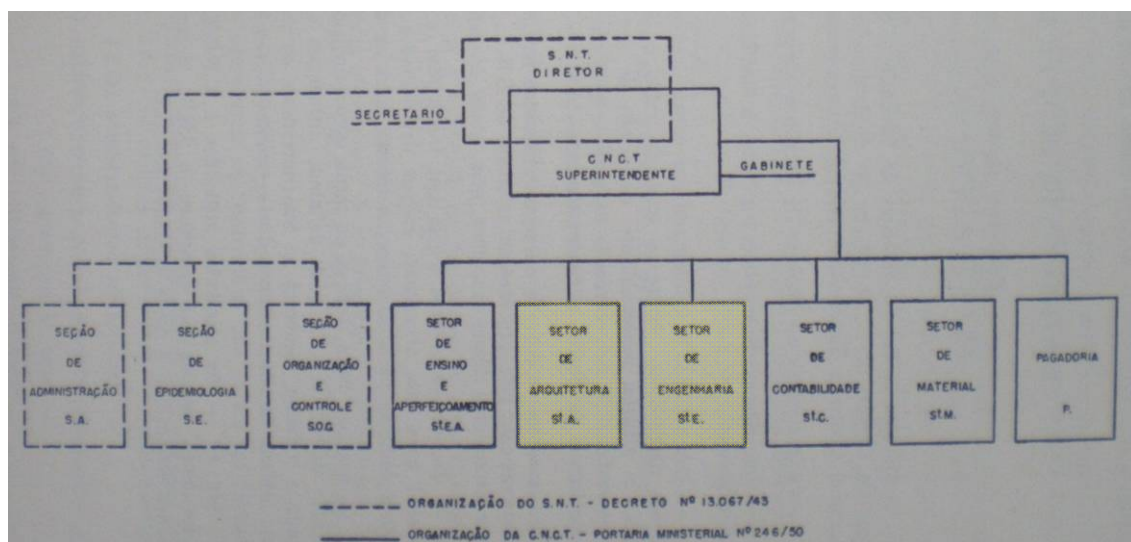 S.N.T.
DIRETOR
SECRETARIO
C N C.T
SUPERINTENDENTE
GABINETE
SEÇÃO
DE
ADMINISTRAÇÃO
S.A.
SEÇÃO
DE
EPIDEMIOLOGIA
S.E.
SEÇÃO
DE
ORGANIZAÇÃO
E
CONTROLE
S.O.C
SETOR
DE
ENSINO
E
APERFEIÇOAMENTO
St.E.A.
SETOR
DE
ARQUITETURA
St.A.
SETOR
DE
ENGENHARIA
St.E.
SETOR
DE
CONTABILIDADE
St.C.
SETOR
DE
MATERIAL
St.M.
PAGADORIA
P.
ORGANIZAÇÃO DO S.N.T. - DECRETO Nº 13.067/43
ORGANIZAÇÃO DA C.N.C.T. - PORTARIA MINISTERIAL Nº 246/50